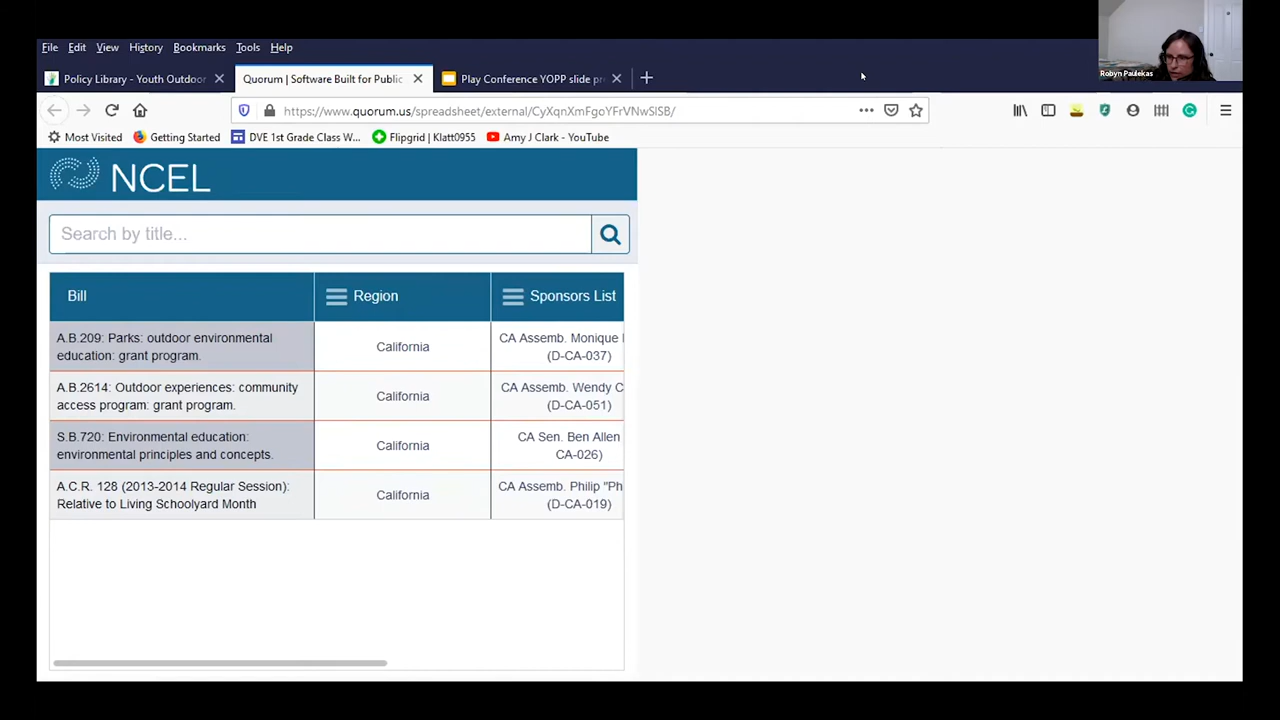 Robyn Paulekas
File Edit View History Bookmarks Tools Help
Policy Library - Youth Outdoor
Quorum | Software Built for Public
Play Conference YOPP slide pr
https://www.quorum.us/spreadsheet/external/CyXqnXmFgoYFrVNwSlSB/
Most Visited Getting Started DVE 1st Grade Class W... Flipgrid | Klatt0955 Amy J Clark - YouTube
NCEL
Search by title...
Bill Region Sponsors List
A.B.209: Parks: outdoor environmental
education: grant program.
California
CA Assemb. Monique
(D-CA-037)
A.B.2614: Outdoor experiences: community
access program: grant program.
California
CA Assemb. Wendy C
(D-CA-051)
S.B.720: Environmental education:
environmental principles and concepts.
California
CA Sen. Ben Allen
CA-026)
A.C.R. 128 (2013-2014 Regular Session):
Relative to Living Schoolyard Month
California
CA Assemb. Philip "Ph
(D-CA-019)